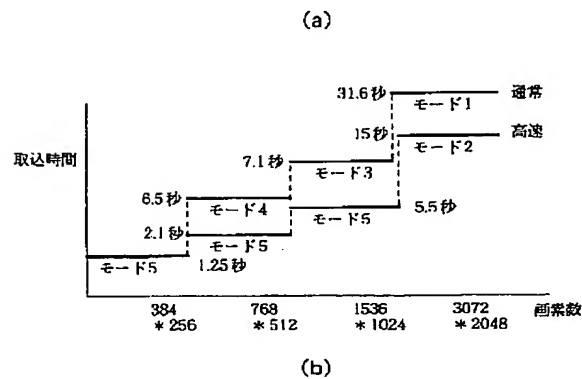 (a)
31.6秒 通常
モード1
15秒 高速
モード2
取込時間
7.1秒
モード3
6.5秒
モード4
5.5秒
モード5
2.1秒
モード5
モード5
1.25秒
384 768 1536 3072 画素数
*256 *512 *1024 *2048
(b)